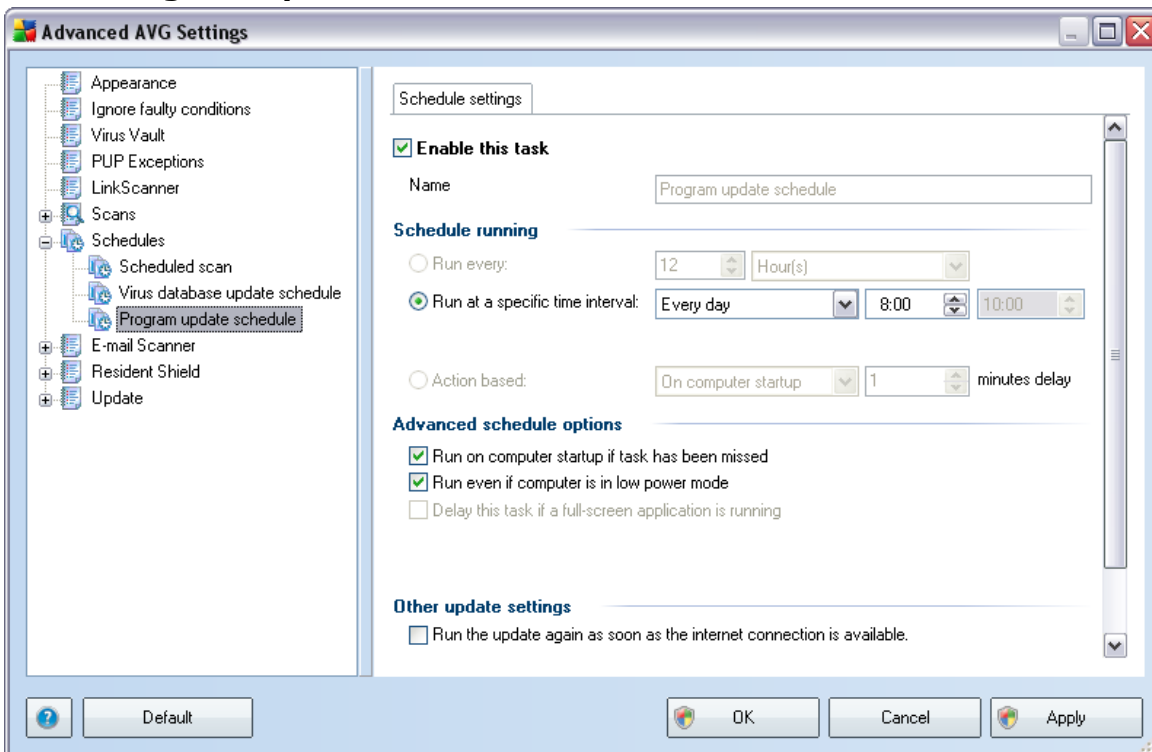 Advanced AVG Settings
Appearance
Ignore faulty conditions
Virus Vault
PUP Exceptions
LinkScanner
Scans
Schedules
Scheduled scan
Virus database update schedule
Program update schedule
E-mail Scanner
Resident Shield
Update
Schedule settings
Enable this task
Name Program update schedule
Schedule running
Run every: 12 Hour(s)
Run at a specific time interval: Every day 8:00 10:00
Action based: On computer startup 1 minutes delay
Advanced schedule options
Run on computer startup if task has been missed
Run even if computer is in low power mode
Delay this task if a full-screen application is running
Other update settings
Run the update again as soon as the internet connection is available.
? Default OK Cancel Apply